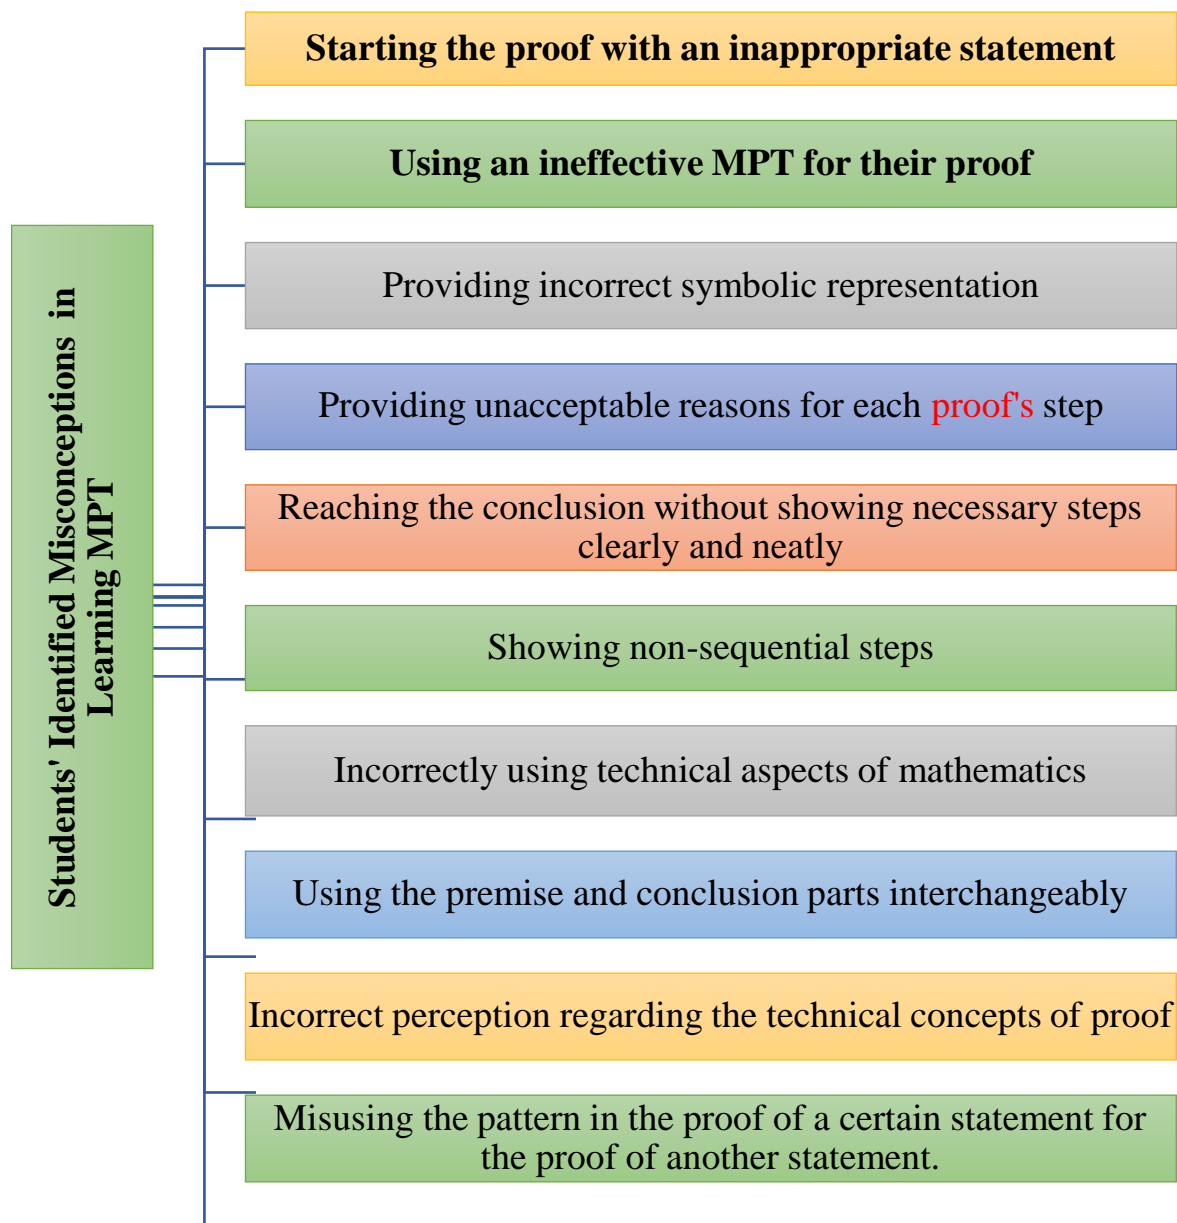 Starting the proof with an inappropriate statement
Using an ineffective MPT for their proof
Providing incorrect symbolic representation
Providing unacceptable reasons for each proof's step
Reaching the conclusion without showing necessary steps
clearly and neatly
Showing non-sequential steps
Incorrectly using technical aspects of mathematics
Using the premise and conclusion parts interchangeably
Incorrect perception regarding the technical concepts of proof
Misusing the pattern in the proof of a certain statement for
the proof of another statement.
Students' Identified Misconceptions in
Learning MPT